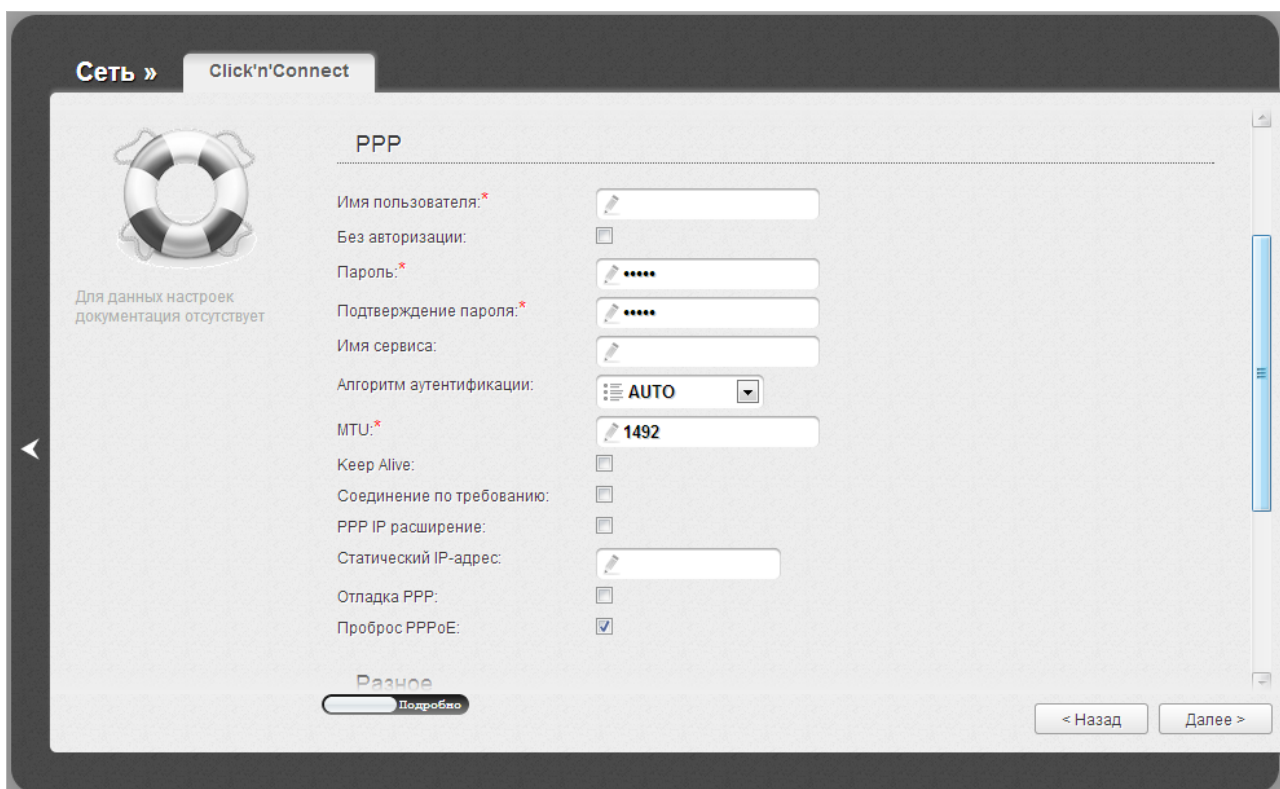 Сеть »
Click'n'Connect
Для данных настроек
документация отсутствует
PPP
Имя пользователя:*
Без авторизации:
Пароль:* •••••
Подтверждение пароля:* •••••
Имя сервиса:
Алгоритм аутентификации: AUTO
MTU:* 1492
Keep Alive:
Соединение по требованию:
PPP IP расширение:
Статический IP-адрес:
Отладка PPP:
Проброс PPPoE:
Разное
Подробно
< Назад
Далее >